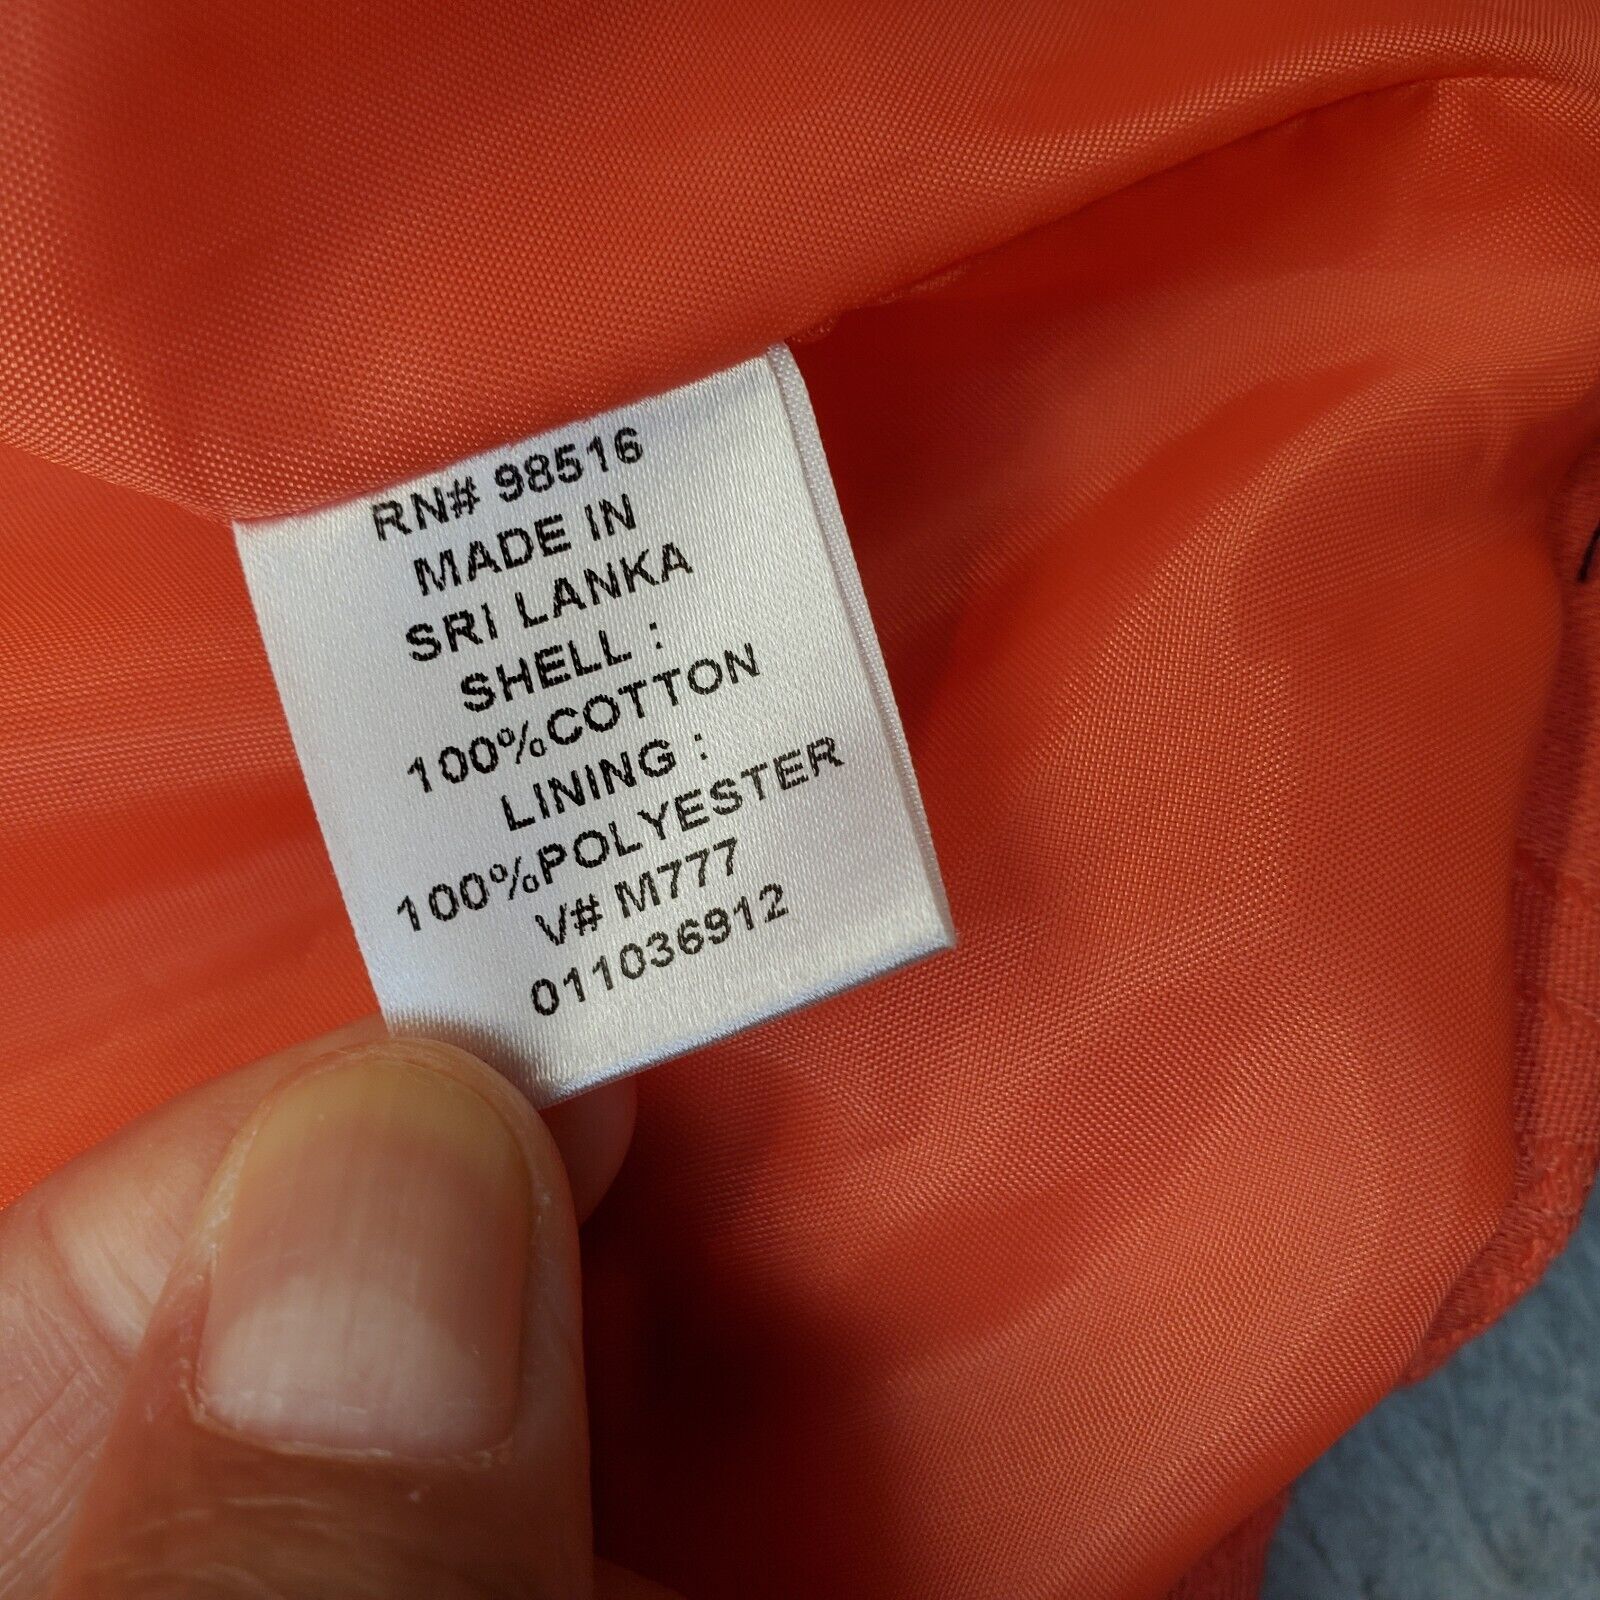 RN# 98516
MADE IN
SRI LANKA
SHELL :
100%COTTON
LINING :
100%POLYESTER
V# M777
011036912